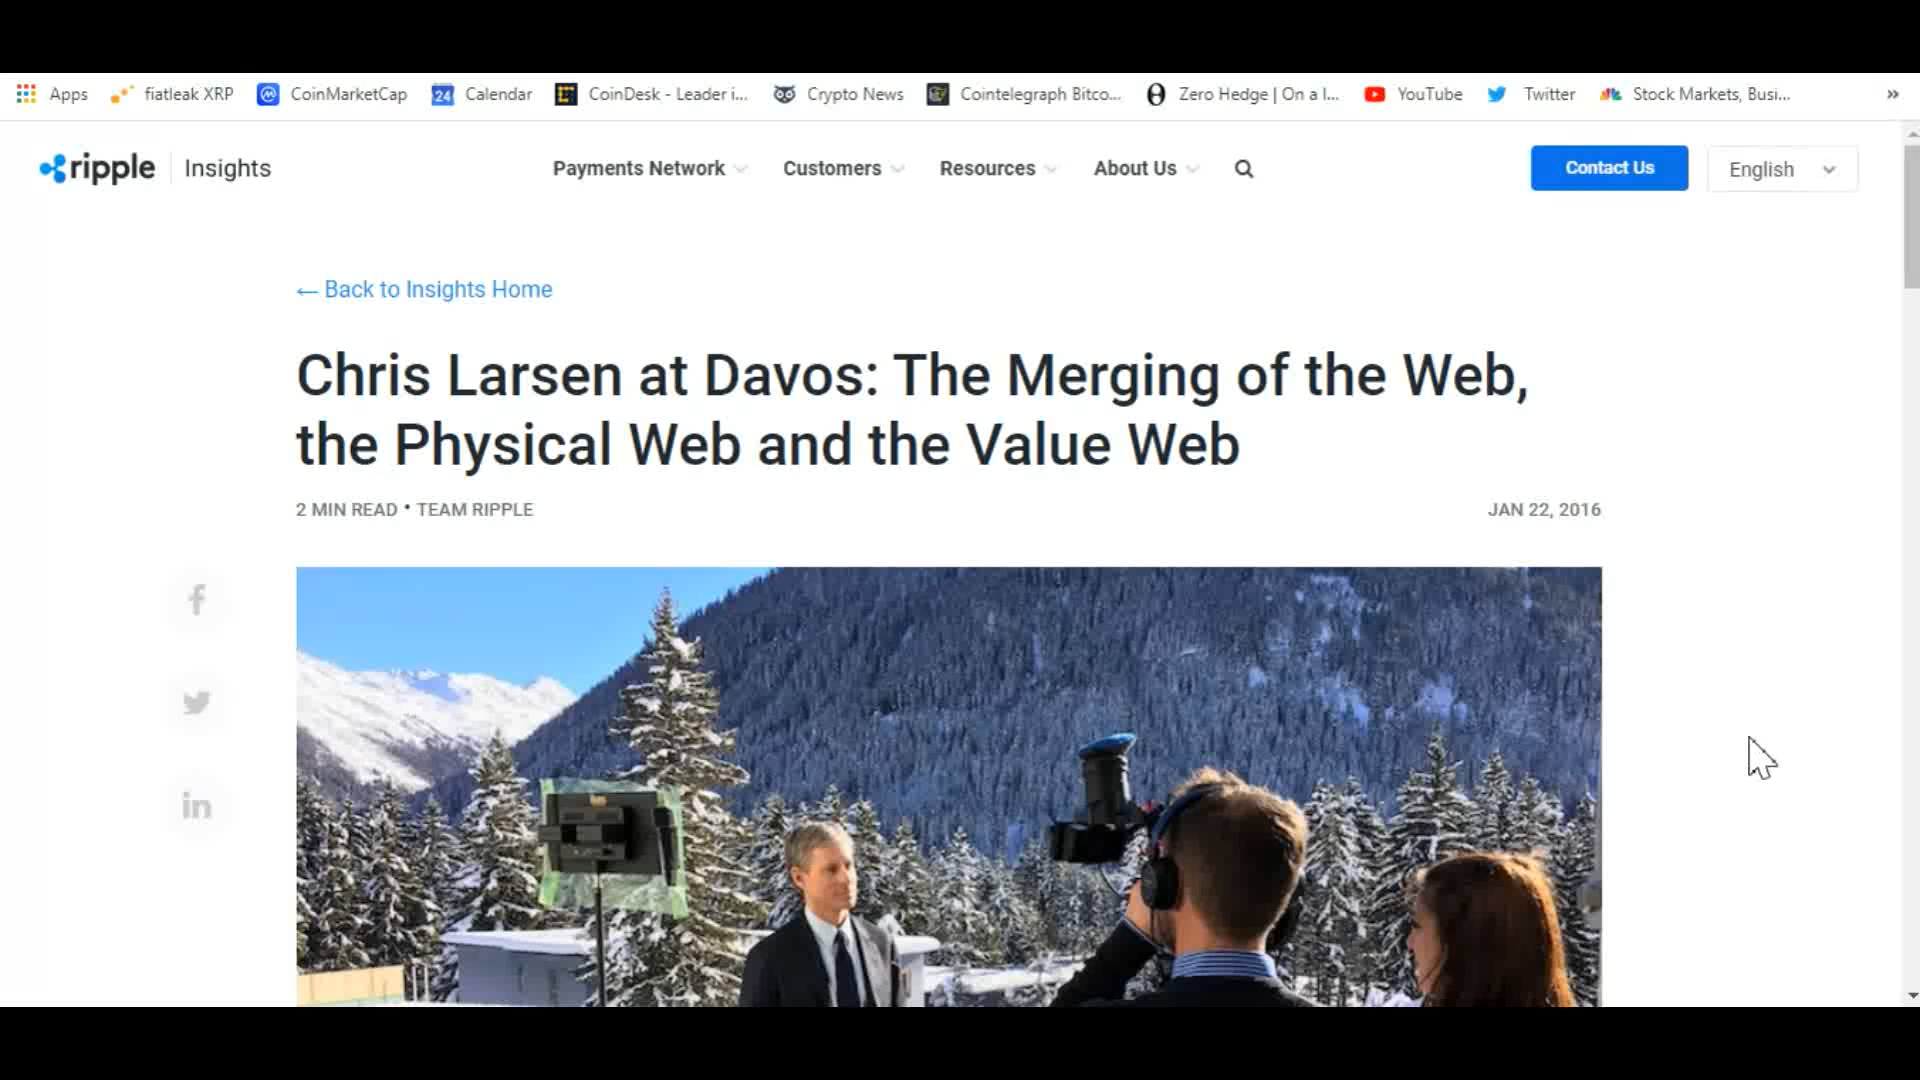 Apps fiatleak XRP CoinMarketCap 24 Calendar CoinDesk - Leader i... Crypto News Cointelegraph Bitco... Zero Hedge | On a l... YouTube Twitter Stock Markets, Busi... »
ripple | Insights Payments Network Customers Resources About Us Contact Us English
← Back to Insights Home
Chris Larsen at Davos: The Merging of the Web,
the Physical Web and the Value Web
2 MIN READ • TEAM RIPPLE JAN 22, 2016
f
in